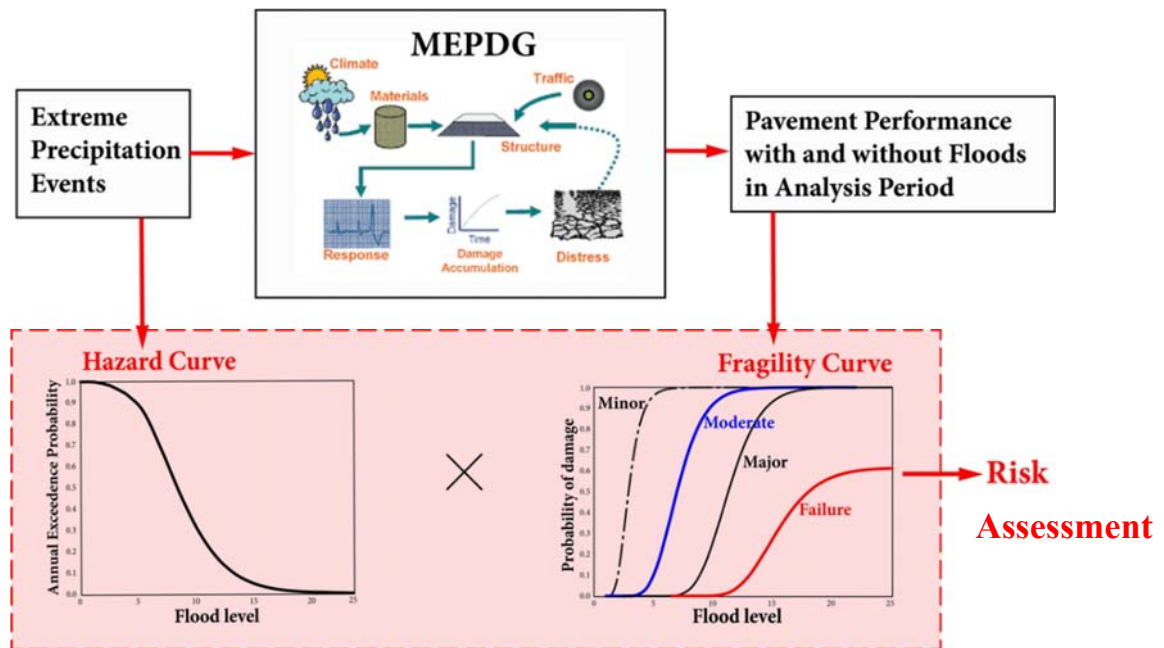 MEPDG
Extreme
Precipitation
Events
Climate
Materials
Traffic
Structure
Response
Damage
Time
Damage
Accumulation
Distress
Pavement Performance
with and without Floods
in Analysis Period
Hazard Curve
Annual Exceedence Probability
1.0
0.9
0.8
0.7
0.6
0.5
0.4
0.3
0.2
0.1
0.0
0
5
10
15
20
25
Flood level
Fragility Curve
Probability of damage
1.0
0.9
0.8
0.7
0.6
0.5
0.4
0.3
0.2
0.1
0.0
Minor
Moderate
Major
Failure
0
5
10
15
20
25
Flood level
Risk
Assessment